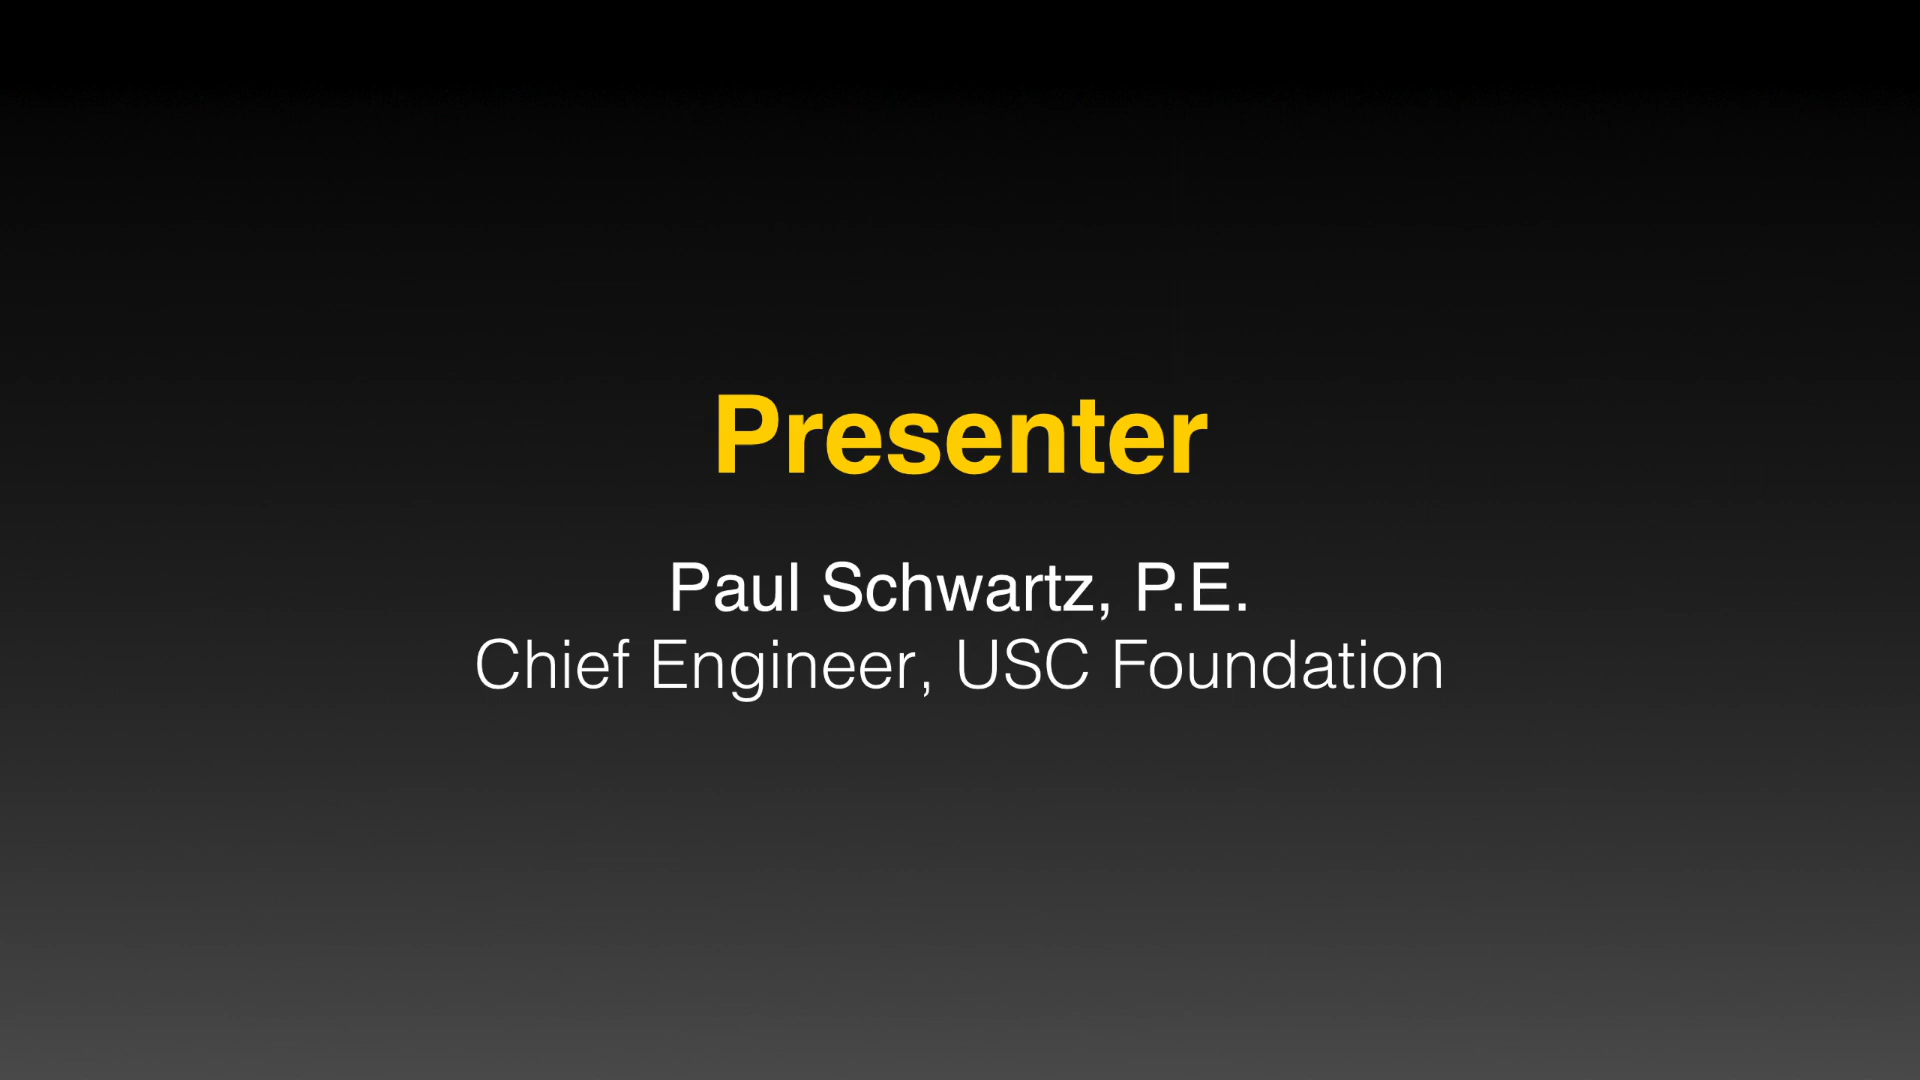 Presenter
Paul Schwartz, P.E.
Chief Engineer, USC Foundation